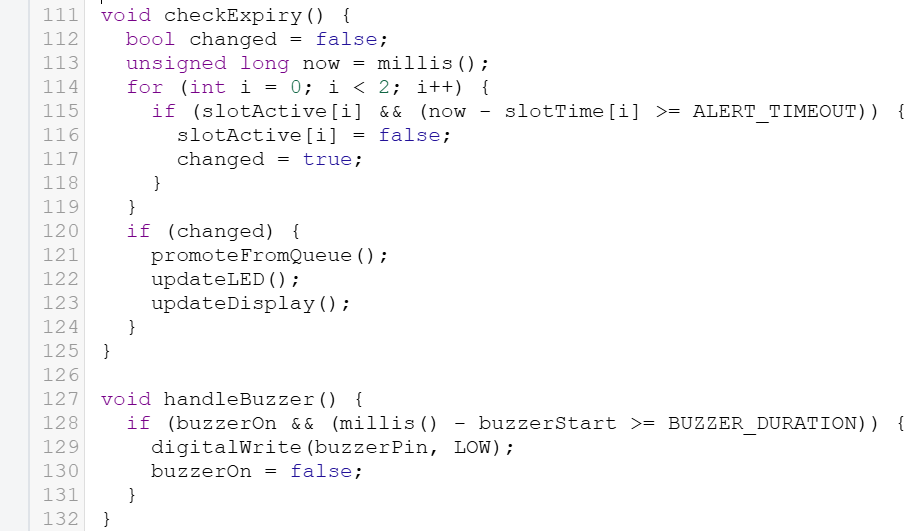 111 void checkExpiry() {
112   bool changed = false;
113   unsigned long now = millis();
114   for (int i = 0; i < 2; i++) {
115     if (slotActive[i] && (now - slotTime[i] >= ALERT_TIMEOUT)) {
116       slotActive[i] = false;
117       changed = true;
118     }
119   }
120   if (changed) {
121     promoteFromQueue();
122     updateLED();
123     updateDisplay();
124   }
125 }
126
127 void handleBuzzer() {
128   if (buzzerOn && (millis() - buzzerStart >= BUZZER_DURATION)) {
129     digitalWrite(buzzerPin, LOW);
130     buzzerOn = false;
131   }
132 }